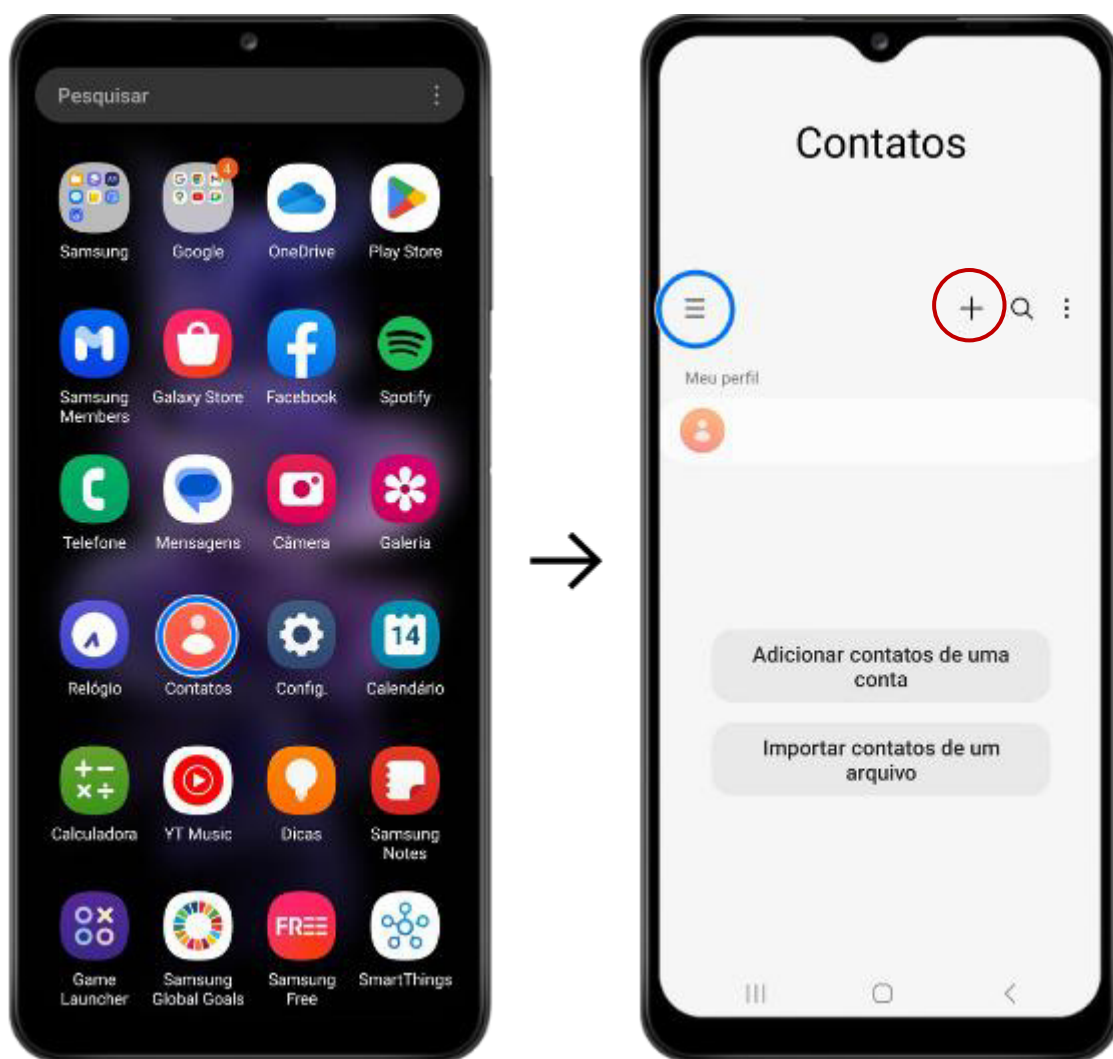 Pesquisar
4
Samsung
Google
OneDrive
Play Store
Samsung
Members
Galaxy Store
Facebook
Spotify
Telefone
Mensagens
Câmera
Galeria
14
Relógio
Contatos
Config.
Calendário
Calculadora
YT Music
Dicas
Samsung
Notes
FREE
Game
Launcher
Samsung
Global Goals
Samsung
Free
SmartThings
Contatos
Meu perfil
Adicionar contatos de uma
conta
Importar contatos de um
arquivo